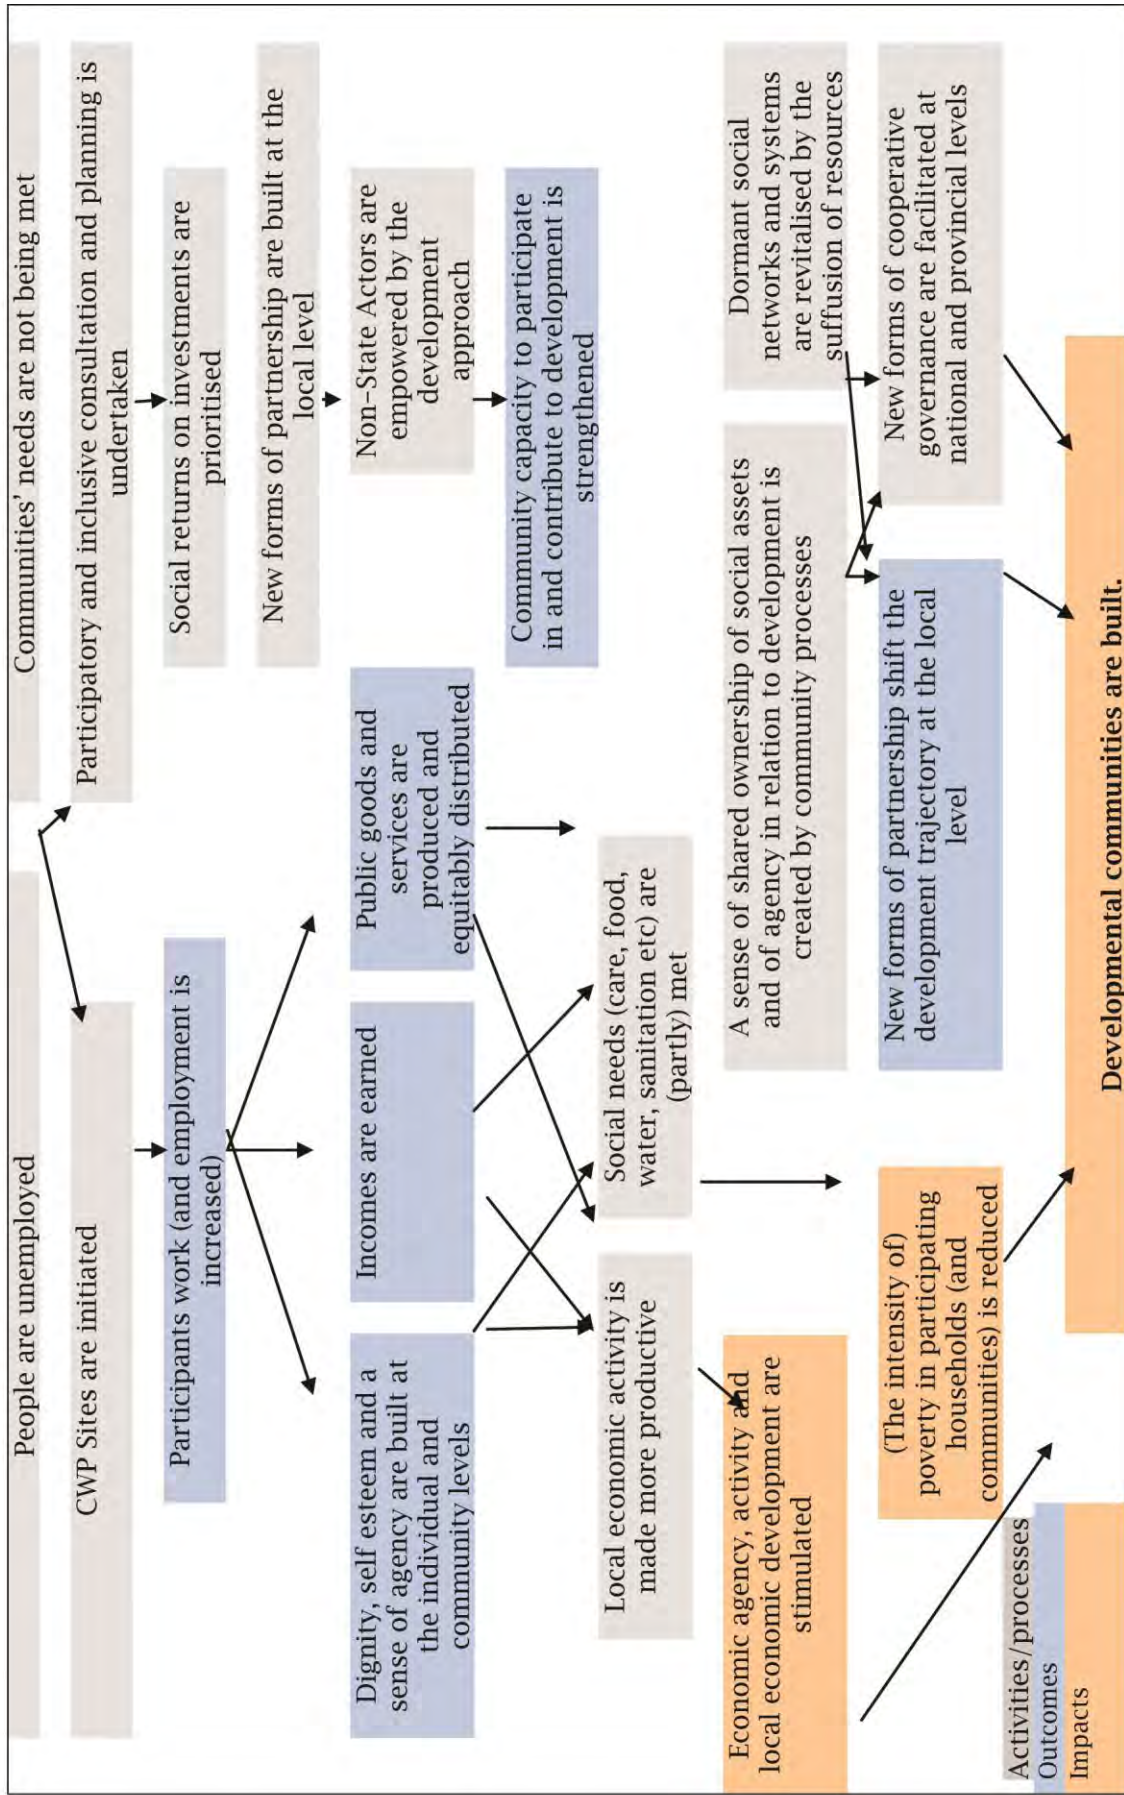 People are unemployed
Communities' needs are not being met
CWP Sites are initiated
Participatory and inclusive consultation and planning is
undertaken
Participants work (and employment is
increased)
Social returns on investments are
prioritised
New forms of partnership are built at the
local level
Dignity, self esteem and a
sense of agency are built at
the individual and
community levels
Incomes are earned
Public goods and
services are
produced and
equitably distributed
Non-State Actors are
empowered by the
development
approach
Community capacity to participate
in and contribute to development is
strengthened
Local economic activity is
made more productive
Social needs (care, food,
water, sanitation etc) are
(partly) met
Economic agency, activity and
local economic development are
stimulated
A sense of shared ownership of social assets
and of agency in relation to development is
created by community processes
Dormant social
networks and systems
are revitalised by the
suffusion of resources
(The intensity of)
poverty in participating
households (and
communities) is reduced
New forms of partnership shift the
development trajectory at the local
level
New forms of cooperative
governance are facilitated at
national and provincial levels
Activities/processes
Outcomes
Impacts
Developmental communities are built.